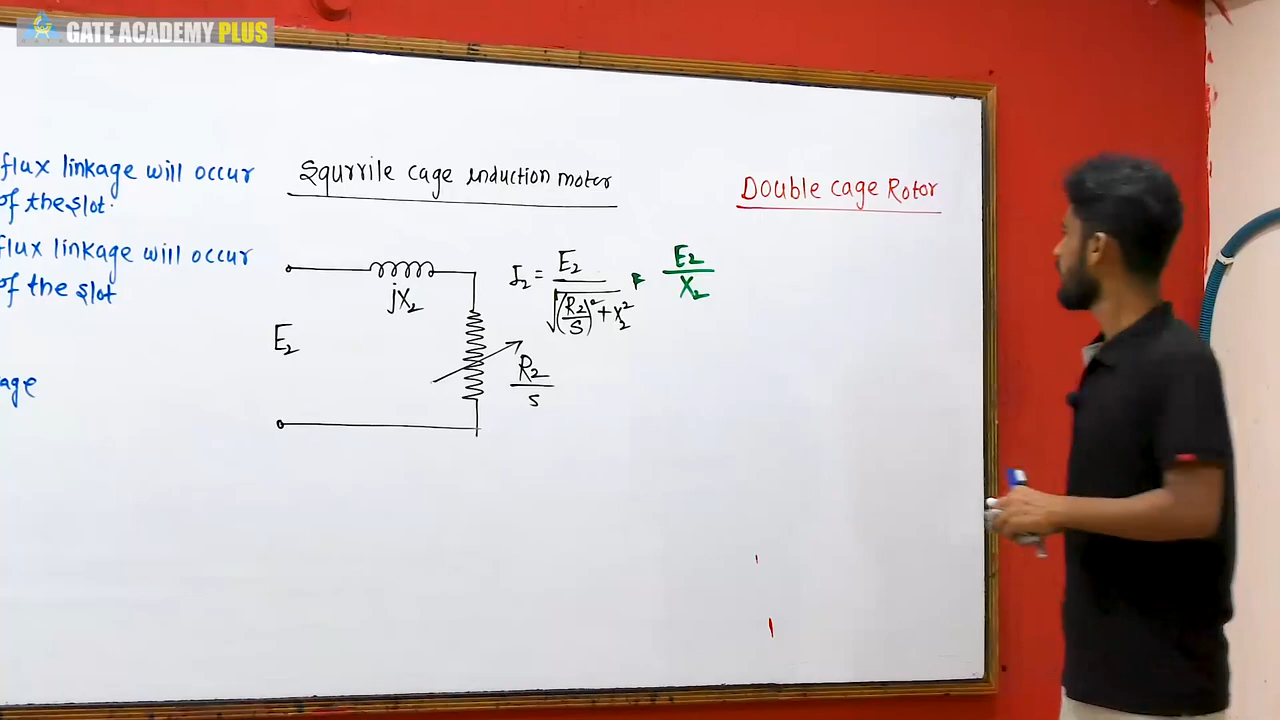 GATE ACADEMY PLUS
flux linkage will occur
of the slot.
flux linkage will occur
of the slot
age
Squrrile cage induction motor
jX2
E2
R2
s
I2 = E2
√(R2/S)² + X2²
E2
X2
Double cage Rotor